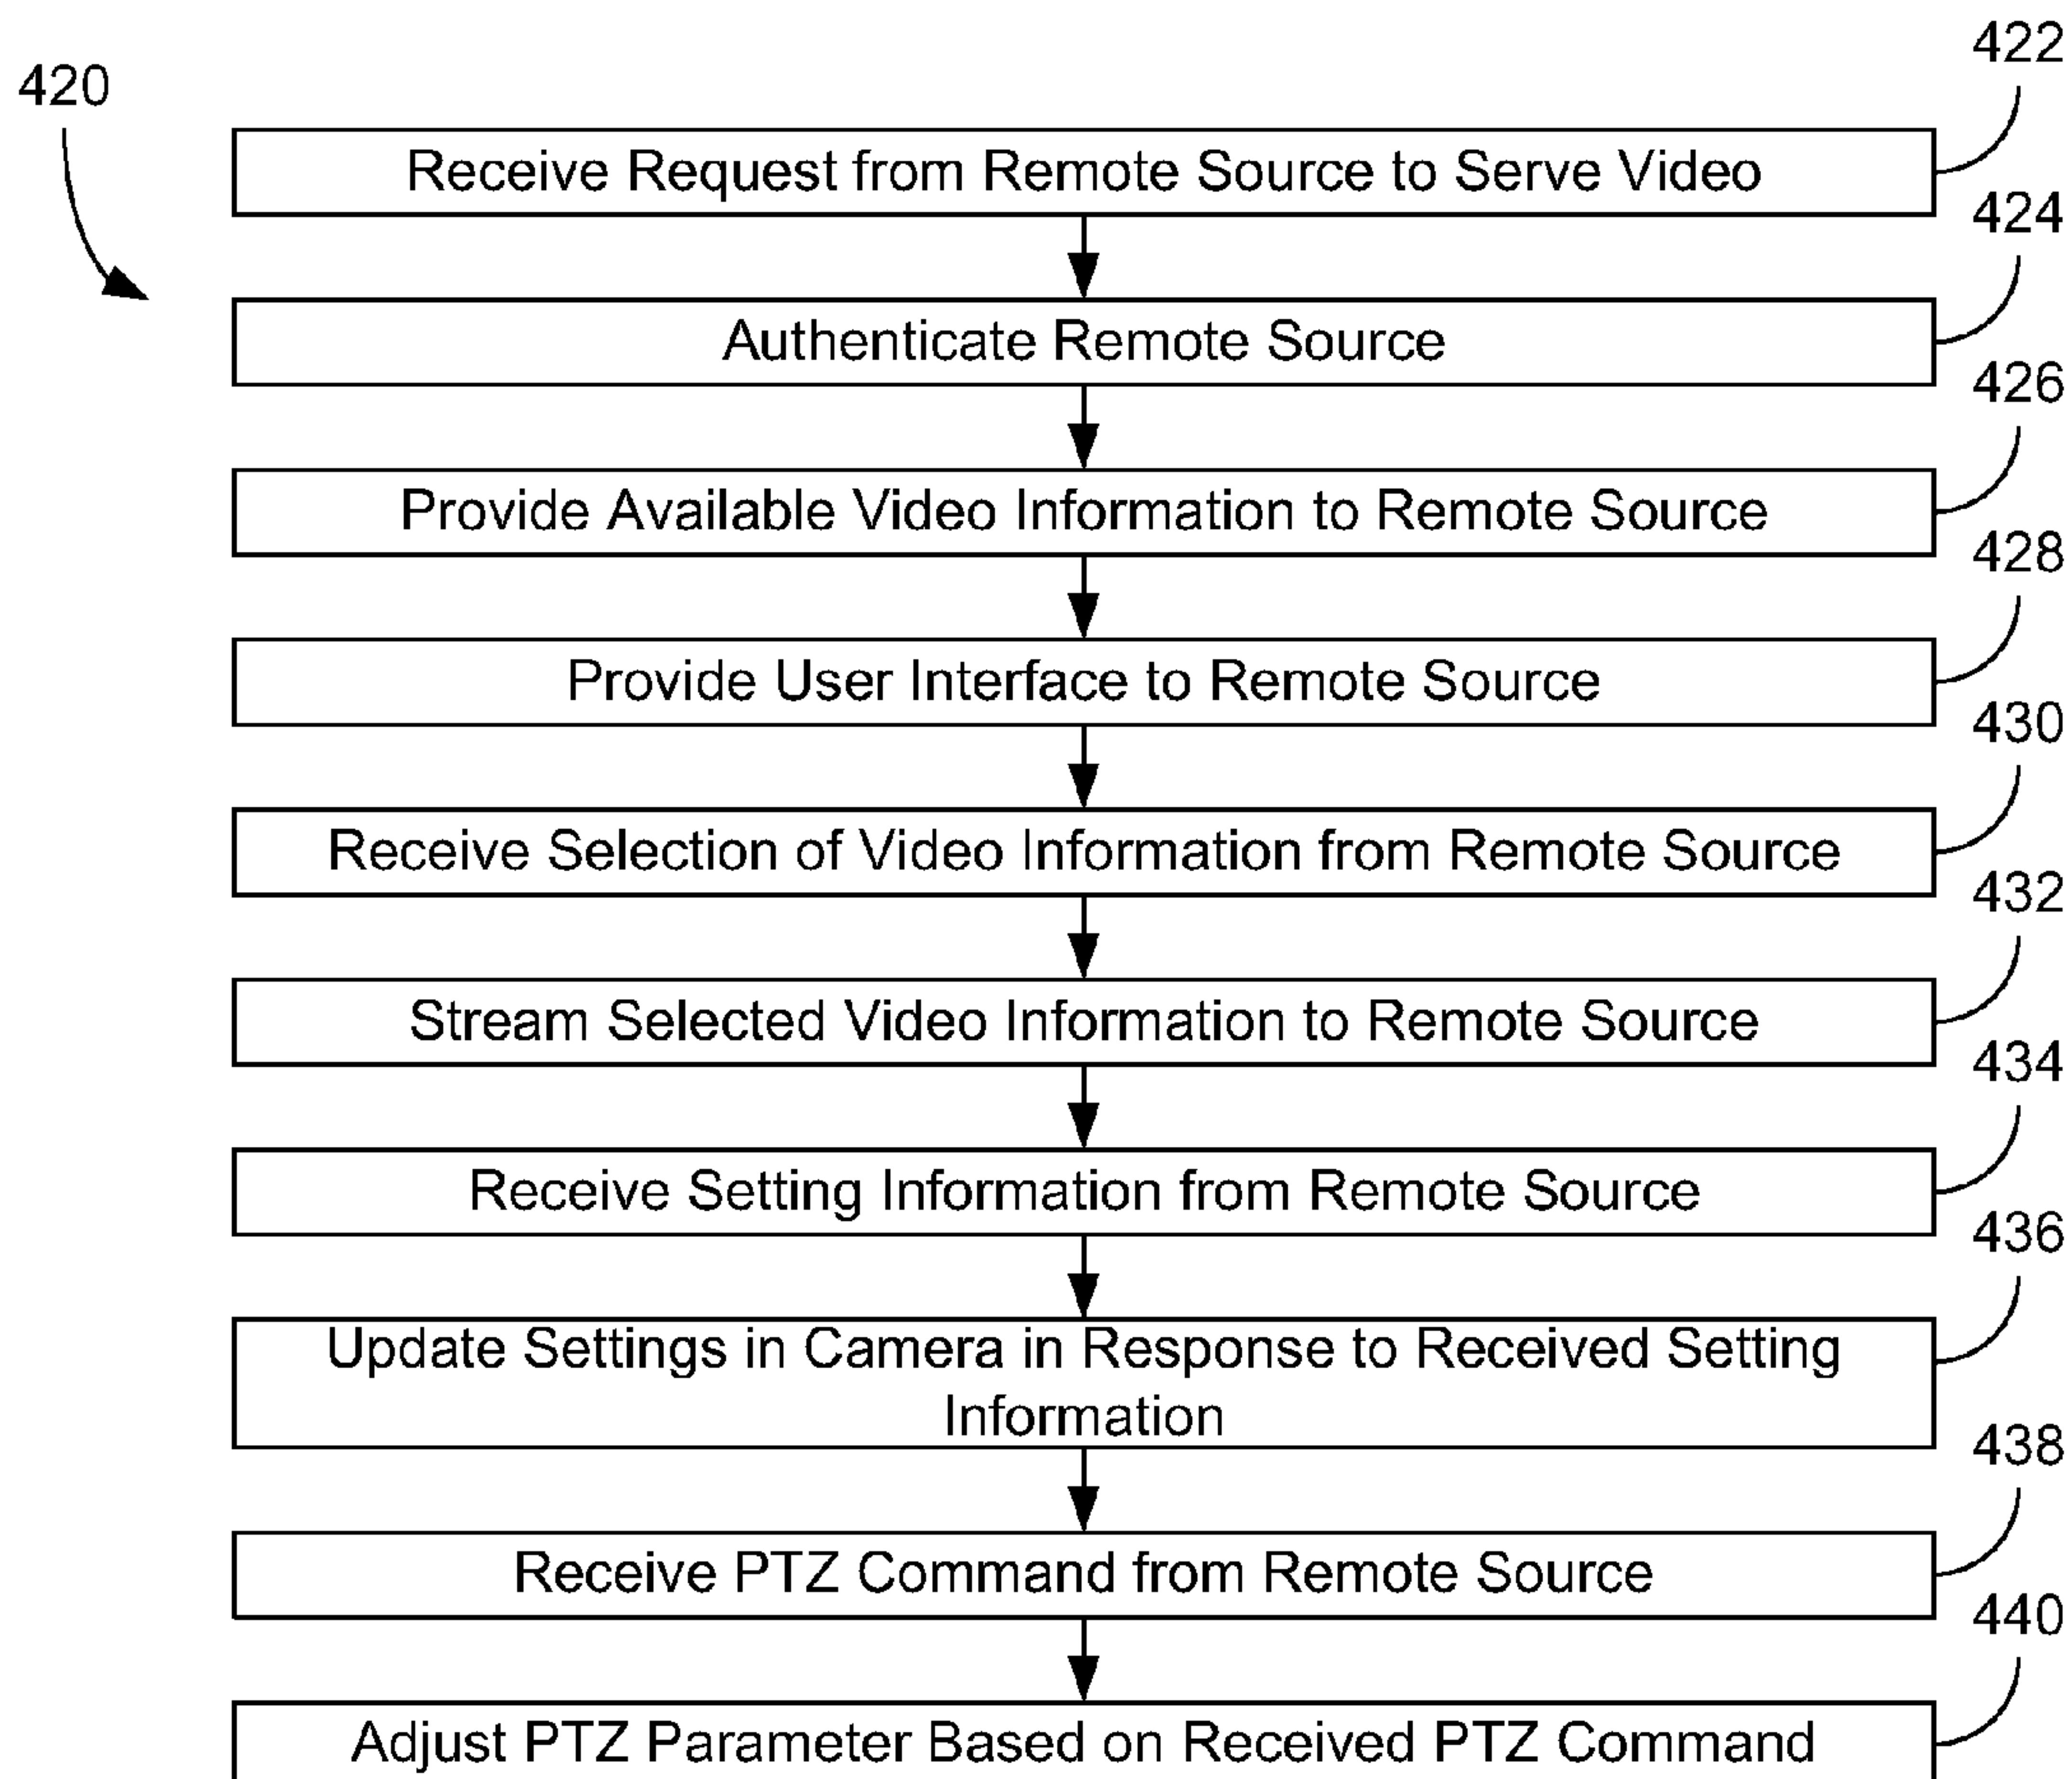 422
420
Receive Request from Remote Source to Serve Video
424
Authenticate Remote Source
426
Provide Available Video Information to Remote Source
428
Provide User Interface to Remote Source
430
Receive Selection of Video Information from Remote Source
432
Stream Selected Video Information to Remote Source
434
Receive Setting Information from Remote Source
436
Update Settings in Camera in Response to Received Setting
Information
438
Receive PTZ Command from Remote Source
440
Adjust PTZ Parameter Based on Received PTZ Command